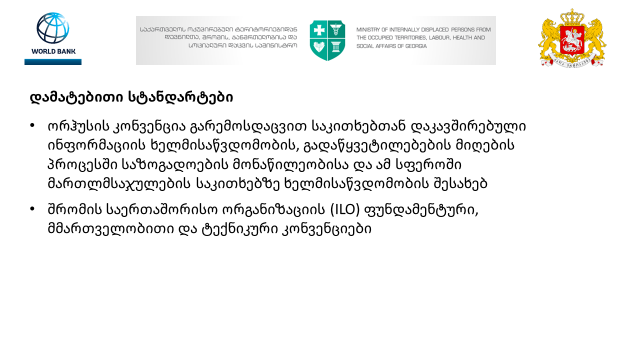 WORLD BANK
საქართველოს ოკუპირებული ტერიტორიებიდან
დევნილთა, შრომის, ჯანმრთელობისა და
სოციალური დაცვის სამინისტრო
MINISTRY OF INTERNALLY DISPLACED PERSONS FROM
THE OCCUPIED TERRITORIES, LABOUR, HEALTH AND
SOCIAL AFFAIRS OF GEORGIA
დამატებითი სტანდარტები
• ორჰუსის კონვენცია გარემოსდაცვით საკითხებთან დაკავშირებული
ინფორმაციის ხელმისაწვდომობის, გადაწყვეტილებების მიღების
პროცესში საზოგადოების მონაწილეობისა და ამ სფეროში
მართლმსაჯულების საკითხებზე ხელმისაწვდომობის შესახებ
• შრომის საერთაშორისო ორგანიზაციის (ILO) ფუნდამენტური,
მმართველობითი და ტექნიკური კონვენციები